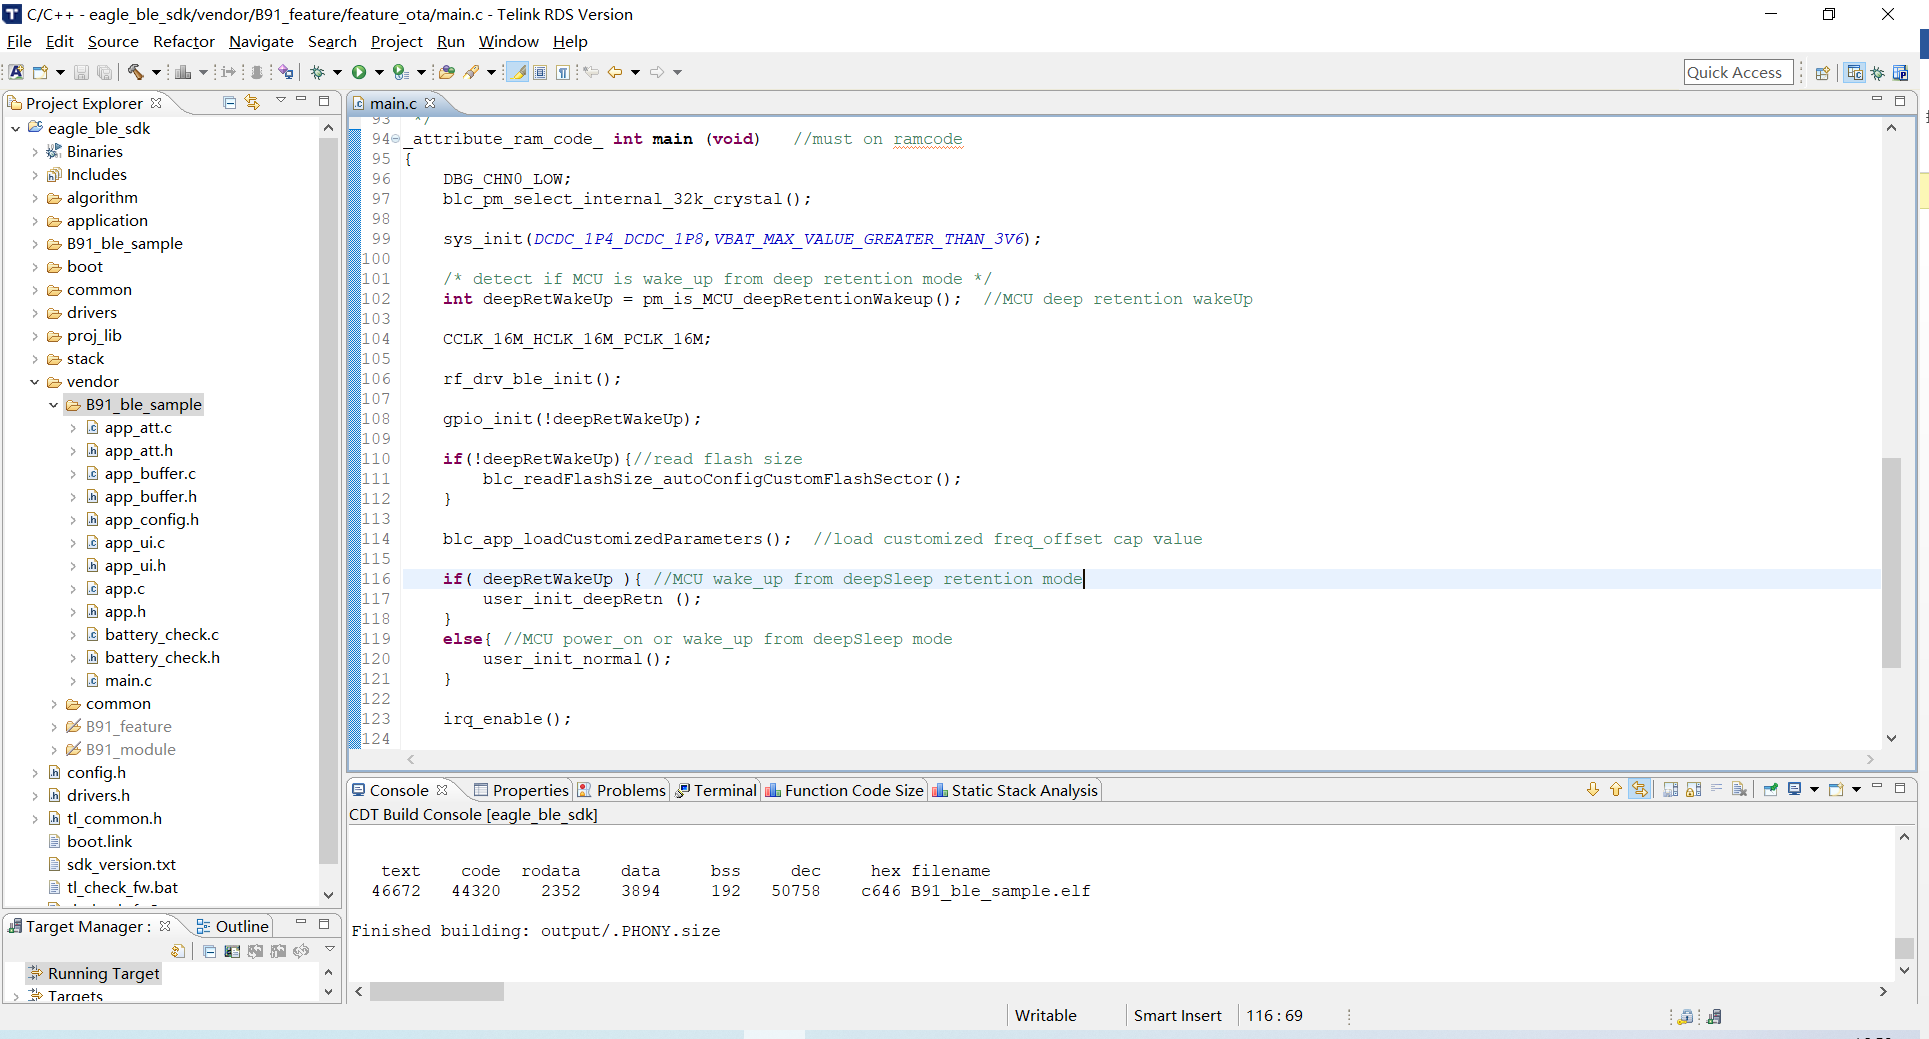 C/C++ - eagle_ble_sdk/vendor/B91_feature/feature_ota/main.c - Telink RDS Version
File Edit Source Refactor Navigate Search Project Run Window Help
Quick Access
Project Explorer
eagle_ble_sdk
Binaries
Includes
algorithm
application
B91_ble_sample
boot
common
drivers
proj_lib
stack
vendor
B91_ble_sample
app_att.c
app_att.h
app_buffer.c
app_buffer.h
app_config.h
app_ui.c
app_ui.h
app.c
app.h
battery_check.c
battery_check.h
main.c
common
B91_feature
B91_module
config.h
drivers.h
tl_common.h
boot.link
sdk_version.txt
tl_check_fw.bat
Target Manager :
Outline
Running Target
Targets
main.c
93 */
94 _attribute_ram_code_ int main (void)   //must on ramcode
95 {
96     DBG_CHN0_LOW;
97     blc_pm_select_internal_32k_crystal();
98
99     sys_init(DCDC_1P4_DCDC_1P8,VBAT_MAX_VALUE_GREATER_THAN_3V6);
100
101     /* detect if MCU is wake_up from deep retention mode */
102     int deepRetWakeUp = pm_is_MCU_deepRetentionWakeup();  //MCU deep retention wakeUp
103
104     CCLK_16M_HCLK_16M_PCLK_16M;
105
106     rf_drv_ble_init();
107
108     gpio_init(!deepRetWakeUp);
109
110     if(!deepRetWakeUp){//read flash size
111         blc_readFlashSize_autoConfigCustomFlashSector();
112     }
113
114     blc_app_loadCustomizedParameters();  //load customized freq_offset cap value
115
116     if( deepRetWakeUp ){ //MCU wake_up from deepSleep retention mode
117         user_init_deepRetn ();
118     }
119     else{ //MCU power_on or wake_up from deepSleep mode
120         user_init_normal();
121     }
122
123     irq_enable();
124
Console Properties Problems Terminal Function Code Size Static Stack Analysis
CDT Build Console [eagle_ble_sdk]
text code rodata data bss dec hex filename
46672 44320 2352 3894 192 50758 c646 B91_ble_sample.elf
Finished building: output/.PHONY.size
Writable Smart Insert 116 : 69